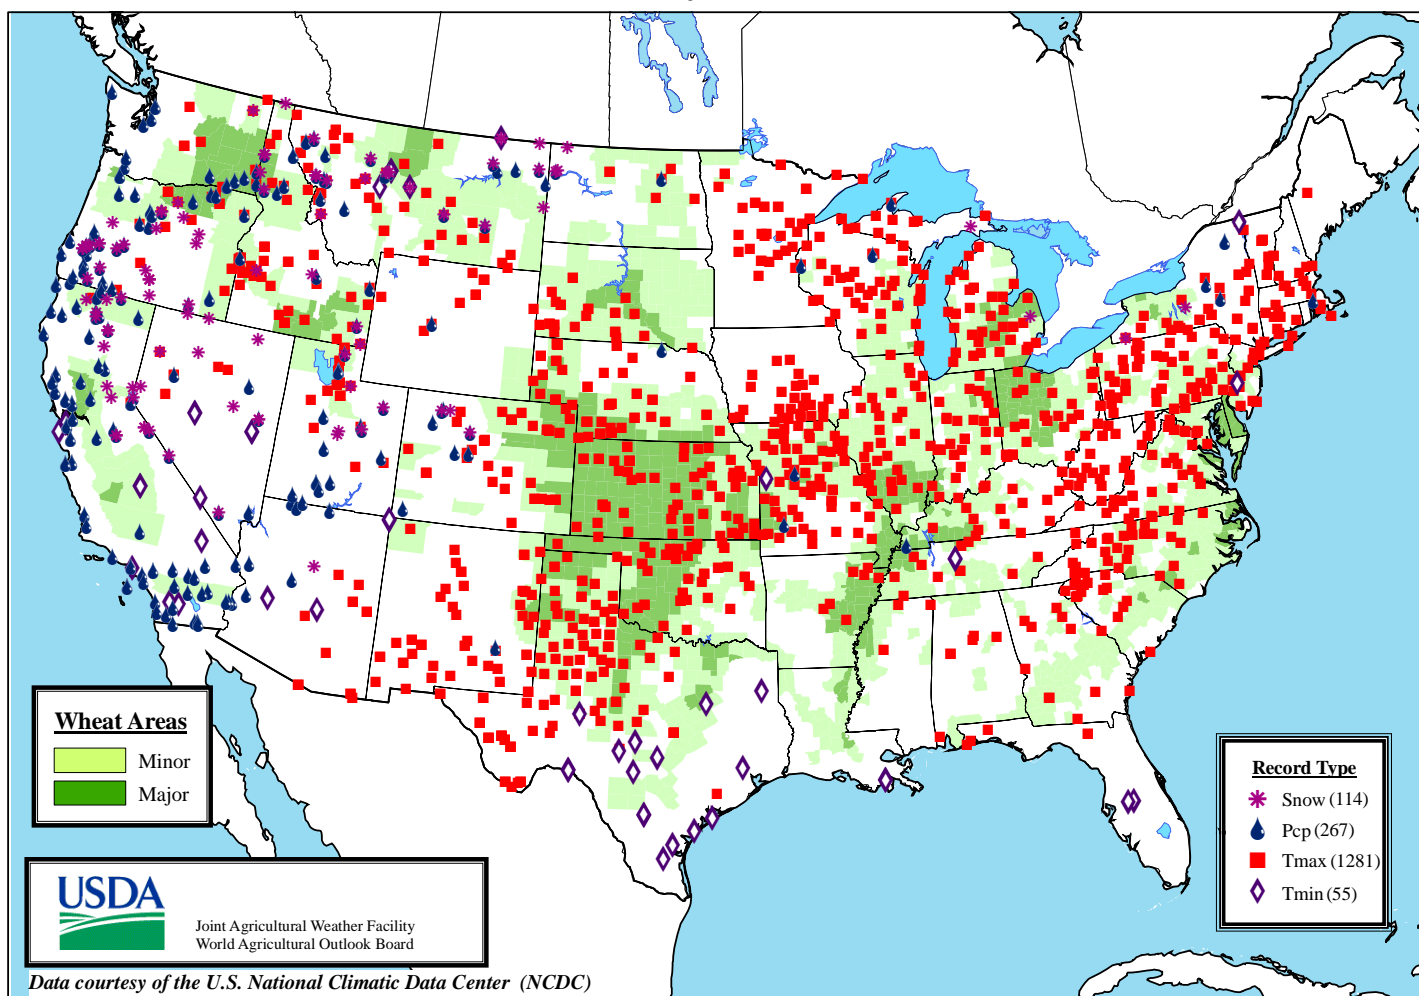 Wheat Areas
Minor
Major
Record Type
Snow (114)
Pcp (267)
Tmax (1281)
Tmin (55)
USDA
Joint Agricultural Weather Facility
World Agricultural Outlook Board
Data courtesy of the U.S. National Climatic Data Center (NCDC)